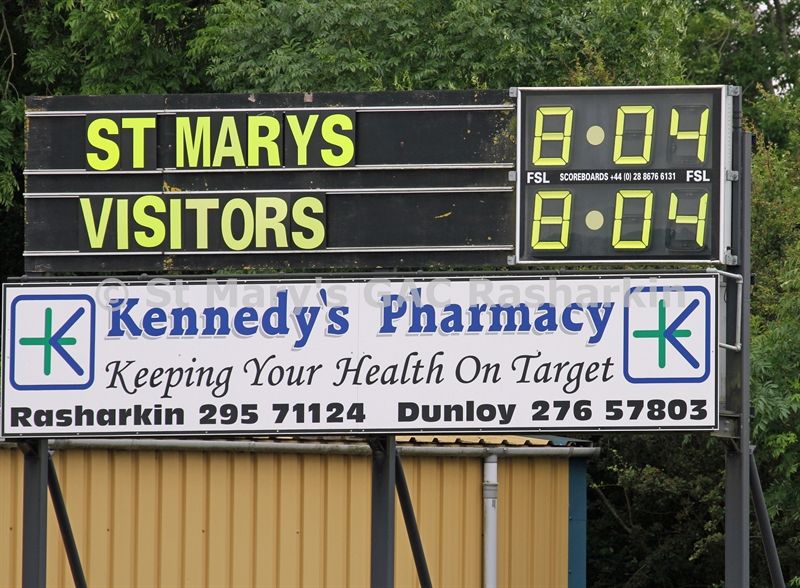 ST MARYS 8:04
FSL SCOREBOARDS +44 (0) 28 8676 6131 FSL
VISITORS 8:04
© St Mary's GAC Rasharkin
K Kennedy's Pharmacy K
Keeping Your Health On Target
Rasharkin 295 71124 Dunloy 276 57803